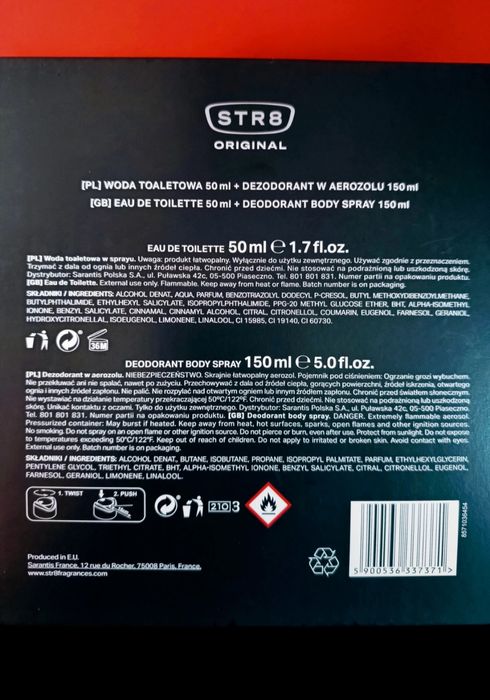 STR8
ORIGINAL
[PL] WODA TOALETOWA 50 ml + DEZODORANT W AEROZOLU 150 ml
[GB] EAU DE TOILETTE 50 ml + DEODORANT BODY SPRAY 150 ml
EAU DE TOILETTE 50 ml ℮ 1.7 fl.oz.
[PL] Woda toaletowa w sprayu. Uwaga: produkt łatwopalny. Wyłącznie do użytku zewnętrznego. Używać zgodnie z przeznaczeniem.
Trzymać z dala od ognia lub innych źródeł ciepła. Chronić przed dziećmi. Nie stosować na podrażnioną lub uszkodzoną skórę.
Dystrybutor: Sarantis Polska S.A., ul. Puławska 42c, 05-500 Piaseczno. Tel. 801 801 831. Numer partii na opakowaniu produktu.
[GB] Eau de Toilette. External use only. Flammable. Keep away from heat or flame. Batch number is on packaging.
SKŁADNIKI / INGREDIENTS: ALCOHOL DENAT, AQUA, PARFUM, BENZOTRIAZOLYL DODECYL P-CRESOL, BUTYL METHOXYDIBENZOYLMETHANE,
BUTYLPHTHALIMIDE, ETHYLHEXYL SALICYLATE, ISOPROPYLPHTHALIMIDE, PPG-20 METHYL GLUCOSE ETHER, BHT, ALPHA-ISOMETHYL
IONONE, BENZYL SALICYLATE, CINNAMAL, CINNAMYL ALCOHOL, CITRAL, CITRONELLOL, COUMARIN, EUGENOL, FARNESOL, GERANIOL,
HYDROXYCITRONELLAL, ISOEUGENOL, LIMONENE, LINALOOL, CI 15985, CI 19140, CI 60730.
36M
DEODORANT BODY SPRAY 150 ml ℮ 5.0 fl.oz.
[PL] Dezodorant w aerozolu. NIEBEZPIECZEŃSTWO. Skrajnie łatwopalny aerozol. Pojemnik pod ciśnieniem: Ogrzanie grozi wybuchem.
Nie przekłuwać ani nie spalać, nawet po zużyciu. Przechowywać z dala od źródeł ciepła, gorących powierzchni, źródeł iskrzenia, otwartego
ognia i innych źródeł zapłonu. Nie palić. Nie rozpylać nad otwartym ogniem lub innym źródłem zapłonu. Chronić przed światłem słonecznym.
Nie wystawiać na działanie temperatury przekraczającej 50°C/122°F. Chronić przed dziećmi. Nie stosować na podrażnioną lub uszkodzoną
skórę. Unikać kontaktu z oczami. Tylko do użytku zewnętrznego. Dystrybutor: Sarantis Polska S.A., ul. Puławska 42c, 05-500 Piaseczno.
Tel. 801 801 831. Numer partii na opakowaniu produktu. [GB] Deodorant body spray. DANGER. Extremely flammable aerosol.
Pressurized container: May burst if heated. Keep away from heat, hot surfaces, sparks, open flames and other ignition sources.
No smoking. Do not spray on an open flame or other ignition source. Do not pierce or burn, even after use. Protect from sunlight. Do not expose
to temperatures exceeding 50°C/122°F. Keep out of reach of children. Do not apply to irritated or broken skin. Avoid contact with eyes.
External use only. Batch number is on packaging.
SKŁADNIKI / INGREDIENTS: ALCOHOL DENAT, BUTANE, ISOBUTANE, PROPANE, ISOPROPYL PALMITATE, PARFUM, ETHYLHEXYLGLYCERIN,
PENTYLENE GLYCOL, TRIETHYL CITRATE, BHT, ALPHA-ISOMETHYL IONONE, BENZYL SALICYLATE, CITRAL, CITRONELLOL, EUGENOL,
FARNESOL, GERANIOL, LIMONENE, LINALOOL.
1. TWIST 2. PUSH
210 3
8571036454
5 900536 337371 >
Produced in E.U.
Sarantis France, 12 rue du Rocher, 75008 Paris, France.
www.str8fragrances.com